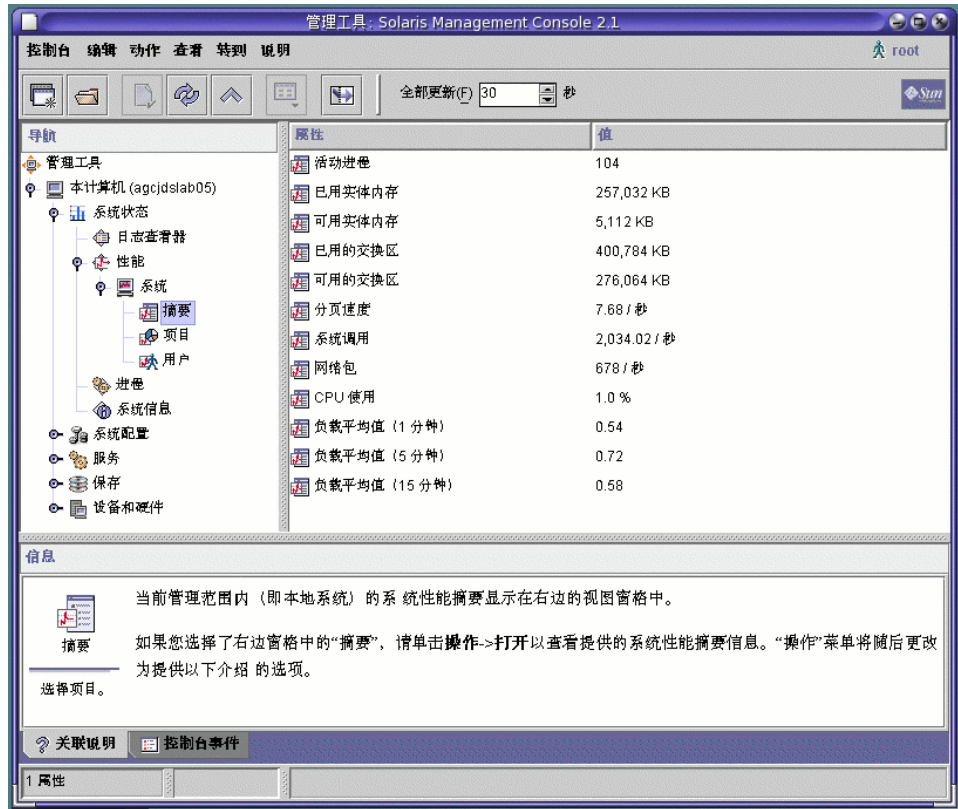 管理工具: Solaris Management Console 2.1
控制台 编辑 动作 查看 转到 说明
root
全部更新(F) 30 秒
Sun
导航
管理工具
本计算机 (agcjdslab05)
系统状态
日志查看器
性能
系统
摘要
项目
用户
进程
系统信息
系统配置
服务
保存
设备和硬件
属性 值
活动进程 104
已用实体内存 257,032 KB
可用实体内存 5,112 KB
已用的交换区 400,784 KB
可用的交换区 276,064 KB
分页速度 7.68 / 秒
系统调用 2,034.02 / 秒
网络包 678 / 秒
CPU 使用 1.0 %
负载平均值（1 分钟） 0.54
负载平均值（5 分钟） 0.72
负载平均值（15 分钟） 0.58
信息
摘要
选择项目。
当前管理范围内（即本地系统）的系 统性能摘要显示在右边的视图窗格中。
如果您选择了右边窗格中的“摘要”，请单击操作->打开以查看提供的系统性能摘要信息。“操作”菜单将随后更改
为提供以下介绍 的选项。
关联说明 控制台事件
1 属性